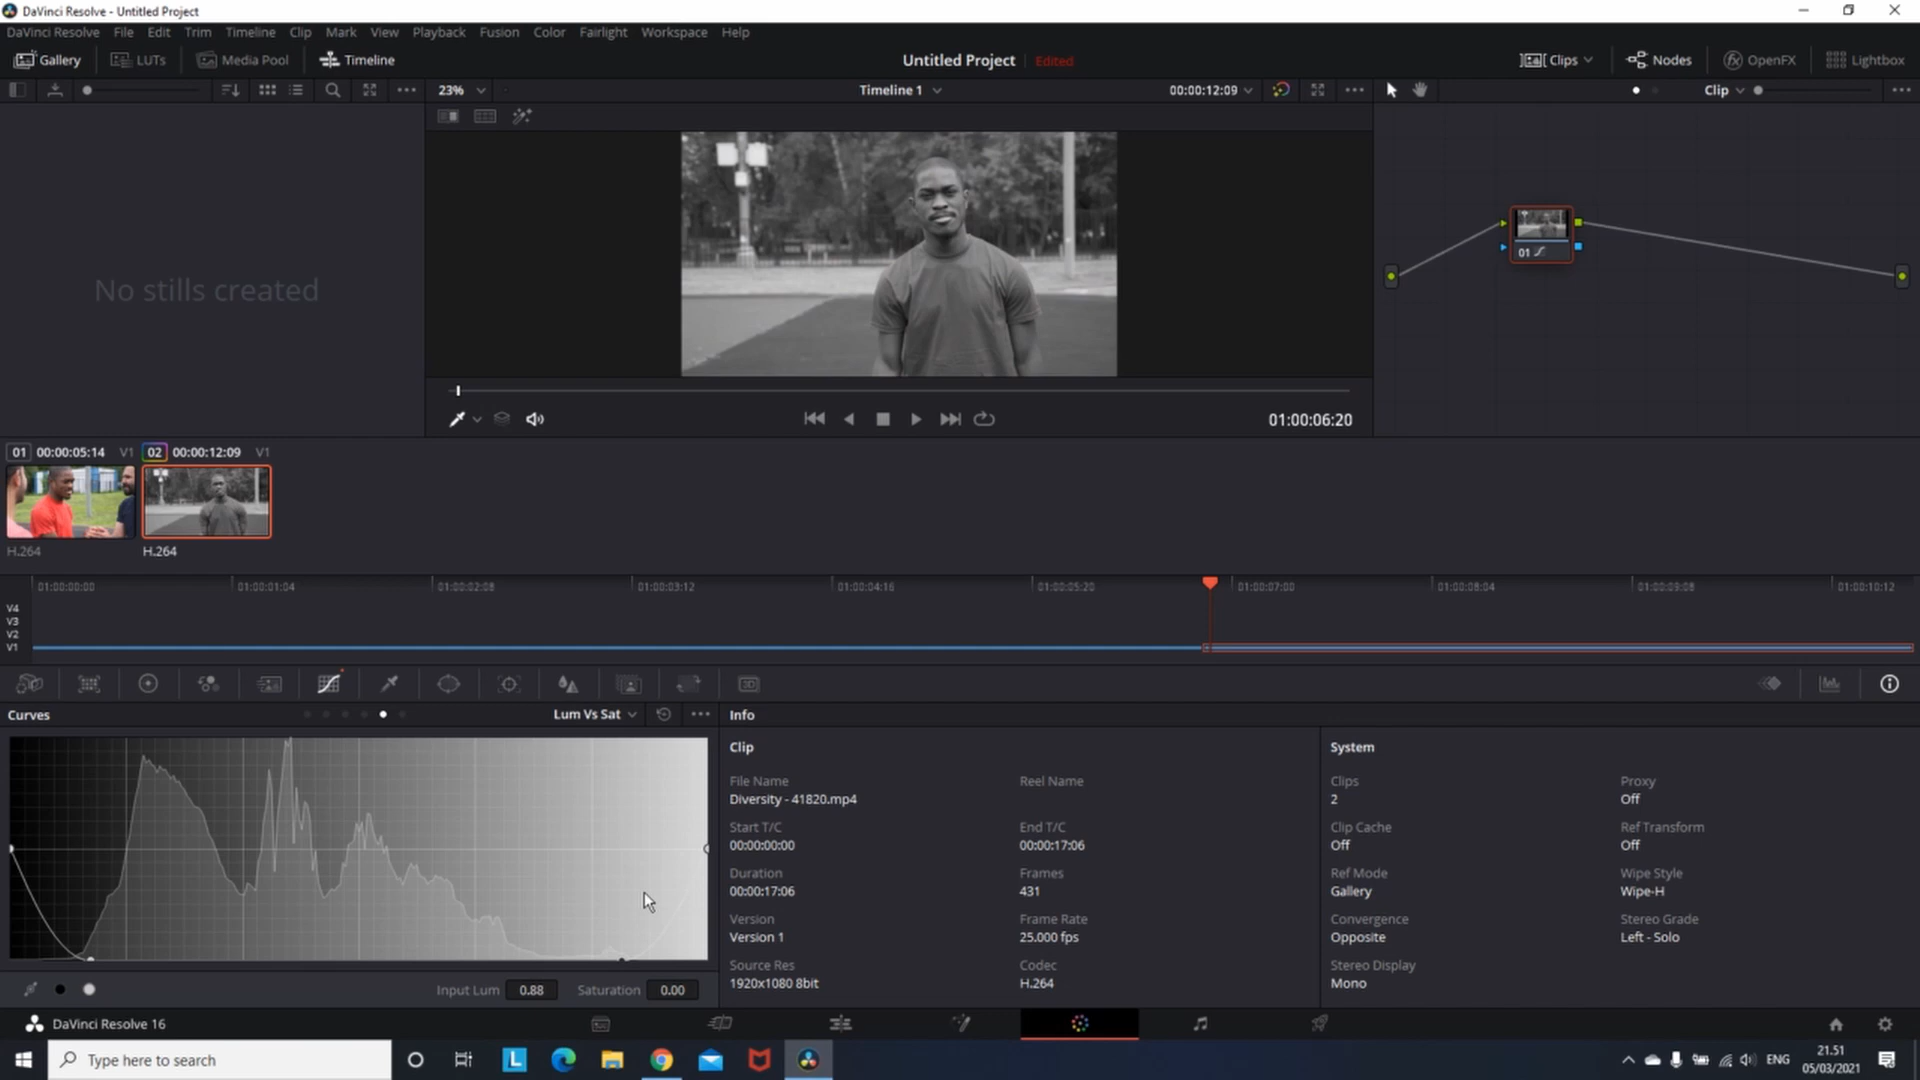 DaVinci Resolve - Untitled Project
DaVinci Resolve File Edit Trim Timeline Clip Mark View Playback Fusion Color Fairlight Workspace Help
Gallery LUTs Media Pool Timeline Untitled Project Edited Clips Nodes OpenFX Lightbox
23% Timeline 1 00:00:12:09 Clip
No stills created
01
01:00:06:20
01 00:00:05:14 V1 02 00:00:12:09 V1
H.264 H.264
01:00:00:00 01:00:01:04 01:00:02:08 01:00:03:12 01:00:04:16 01:00:05:20 01:00:07:00 01:00:08:04 01:00:09:08 01:00:10:12
V4
V3
V2
V1
3D
Curves Lum Vs Sat Info
Clip System
File Name Reel Name Clips Proxy
Diversity - 41820.mp4 2 Off
Start T/C End T/C Clip Cache Ref Transform
00:00:00:00 00:00:17:06 Off Off
Duration Frames Ref Mode Wipe Style
00:00:17:06 431 Gallery Wipe-H
Version Frame Rate Convergence Stereo Grade
Version 1 25.000 fps Opposite Left - Solo
Source Res Codec Stereo Display
1920x1080 8bit H.264 Mono
Input Lum 0.88 Saturation 0.00
DaVinci Resolve 16
Type here to search L ENG 21.51
05/03/2021